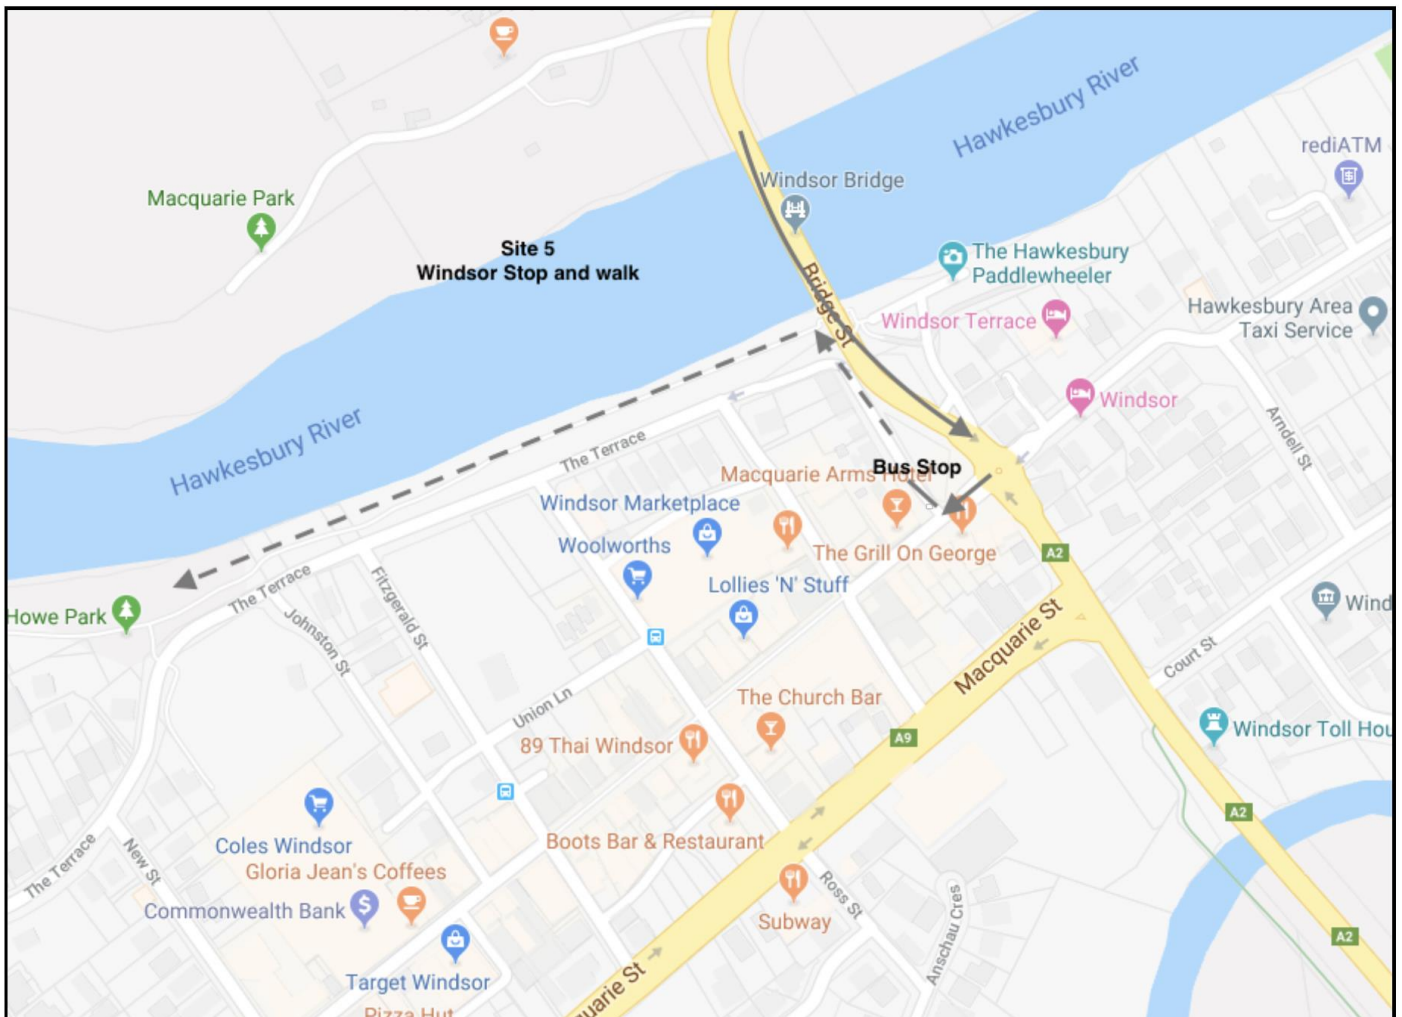 Hawkesbury River
rediATM
Windsor Bridge
Macquarie Park
Site 5
Windsor Stop and walk
The Hawkesbury
Paddlewheeler
Bridge St
Windsor Terrace
Hawkesbury Area
Taxi Service
Windsor
Arndell St
Hawkesbury River
The Terrace
Bus Stop
Macquarie Arms Hotel
Windsor Marketplace
Woolworths
The Grill On George
A2
Lollies 'N' Stuff
Howe Park
The Terrace
Fitzgerald St
Johnston St
Wind
Macquarie St
Court St
Union Ln
The Church Bar
Windsor Toll Hou
89 Thai Windsor
A9
A2
Boots Bar & Restaurant
Coles Windsor
New St
The Terrace
Gloria Jean's Coffees
Commonwealth Bank
Ross St
Subway
Anschau Cres
A2
Target Windsor
quarie St
Pizza Hut